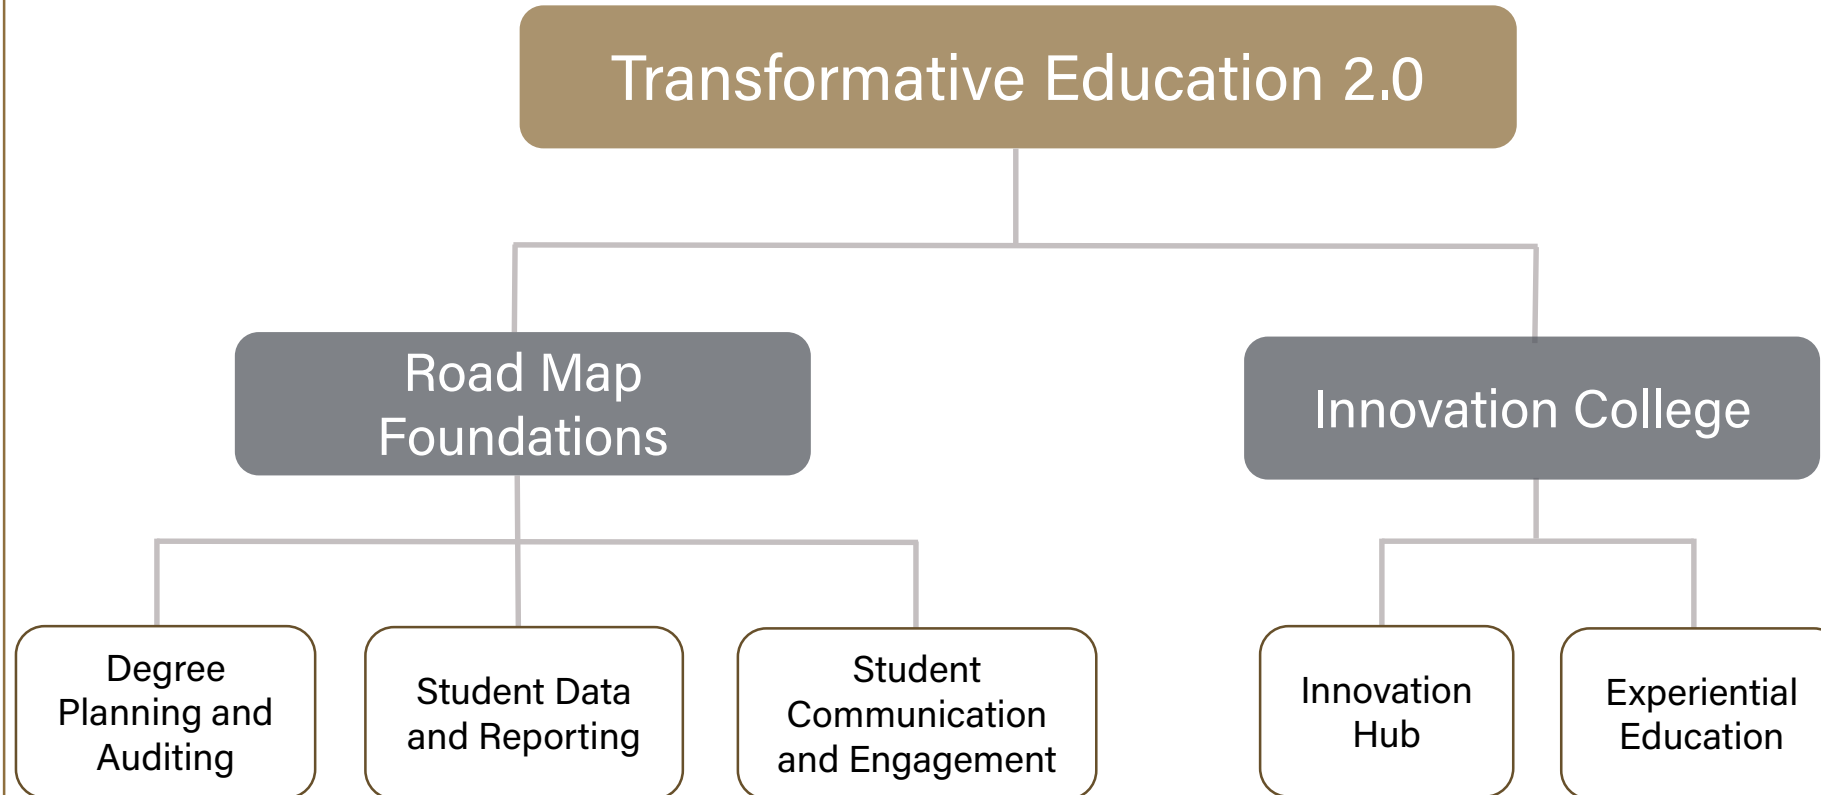 Transformative Education 2.0
Road Map
Foundations
Innovation College
Degree
Planning and
Auditing
Student Data
and Reporting
Student
Communication
and Engagement
Innovation
Hub
Experiential
Education